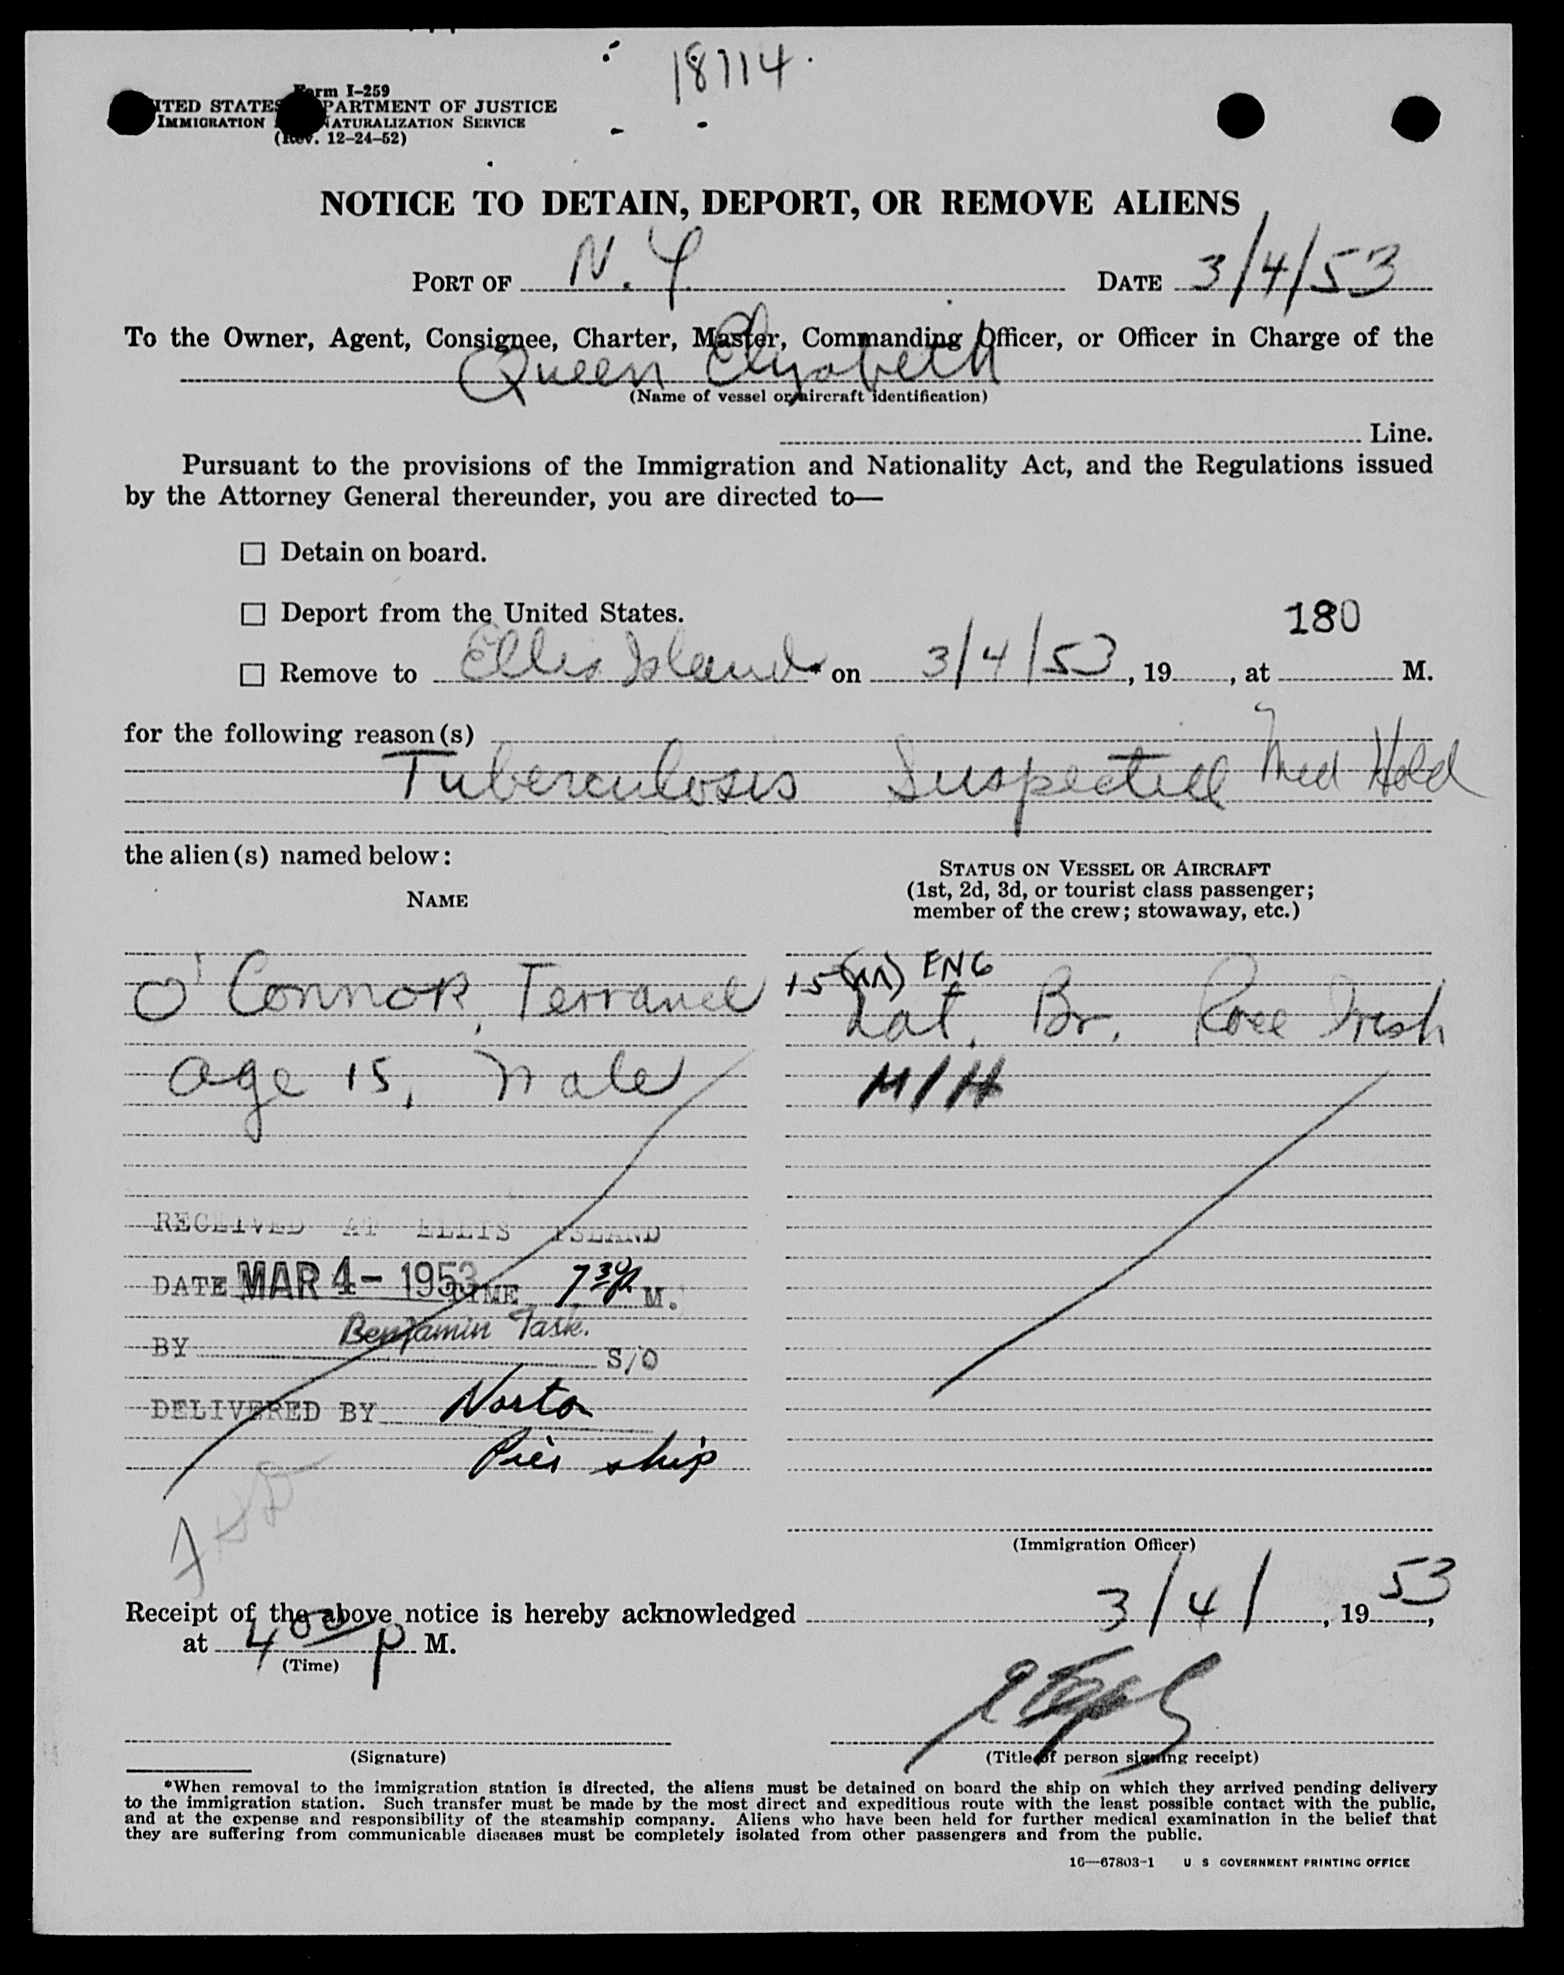 18114
Form I-259
UNITED STATES DEPARTMENT OF JUSTICE
IMMIGRATION AND NATURALIZATION SERVICE
(Rev. 12-24-52)
NOTICE TO DETAIN, DEPORT, OR REMOVE ALIENS
PORT OF N.Y. DATE 3/4/53
To the Owner, Agent, Consignee, Charter, Master, Commanding Officer, or Officer in Charge of the
Queen Elizabeth
(Name of vessel or aircraft identification)
Line.
Pursuant to the provisions of the Immigration and Nationality Act, and the Regulations issued
by the Attorney General thereunder, you are directed to—
☐ Detain on board.
☐ Deport from the United States.
180
☐ Remove to Ellis Island* on 3/4/53, 19, at M.
for the following reason(s)
Tuberculosis Suspected Med Hold
the alien(s) named below:
NAME
STATUS ON VESSEL OR AIRCRAFT
(1st, 2d, 3d, or tourist class passenger;
member of the crew; stowaway, etc.)
O'Connor, Terrance
age 15, Male
15 (M) ENG
Nat. Br. Race Irish
M/H
RECEIVED AT ELLIS ISLAND
DATE MAR 4 - 1953 TIME 7 30 P M.
BY Benjamin Task. S/O
DELIVERED BY Norton
Pier ship
(Immigration Officer)
Receipt of the above notice is hereby acknowledged 3/4/, 19 53,
at 4 00 P M.
(Time)
(Signature)
(Title of person signing receipt)
*When removal to the immigration station is directed, the aliens must be detained on board the ship on which they arrived pending delivery
to the immigration station. Such transfer must be made by the most direct and expeditious route with the least possible contact with the public,
and at the expense and responsibility of the steamship company. Aliens who have been held for further medical examination in the belief that
they are suffering from communicable diseases must be completely isolated from other passengers and from the public.
16—67803-1 U S GOVERNMENT PRINTING OFFICE